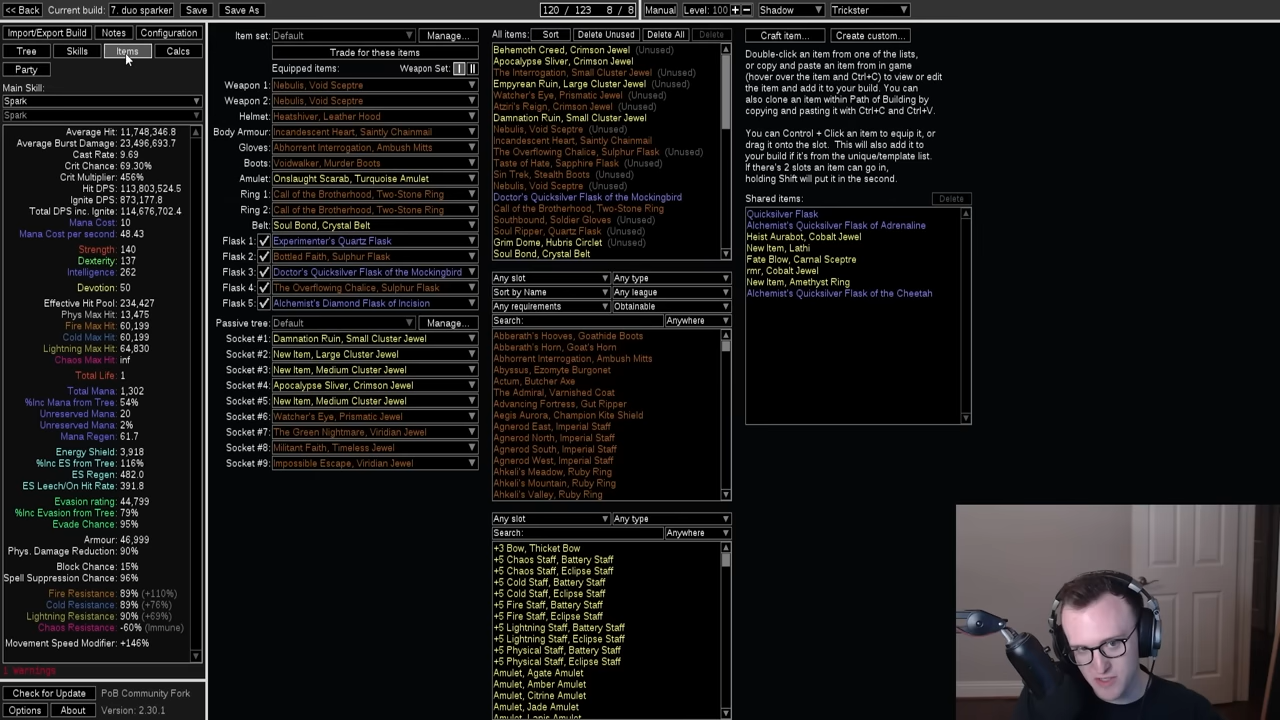 << Back
Current build:
7. duo sparker
Save
Save As
120 / 123   8 / 8
Manual
Level: 100
+
−
Shadow
Trickster
Import/Export Build
Notes
Configuration
Tree
Skills
Items
Calcs
Party
Main Skill:
Spark
Spark
Average Hit: 11,748,346.8
Average Burst Damage: 23,496,693.7
Cast Rate: 9.69
Crit Chance: 69.30%
Crit Multiplier: 456%
Hit DPS: 113,803,524.5
Ignite DPS: 873,177.8
Total DPS inc. Ignite: 114,676,702.4
Mana Cost: 10
Mana Cost per second: 48.43
Strength: 140
Dexterity: 137
Intelligence: 262
Devotion: 50
Effective Hit Pool: 234,427
Phys Max Hit: 13,475
Fire Max Hit: 60,199
Cold Max Hit: 60,199
Lightning Max Hit: 64,830
Chaos Max Hit: inf
Total Life: 1
Total Mana: 1,302
%Inc Mana from Tree: 54%
Unreserved Mana: 20
Unreserved Mana: 2%
Mana Regen: 61.7
Energy Shield: 3,918
%Inc ES from Tree: 116%
ES Regen: 482.0
ES Leech/On Hit Rate: 391.8
Evasion rating: 44,799
%Inc Evasion from Tree: 79%
Evade Chance: 95%
Armour: 46,999
Phys. Damage Reduction: 90%
Block Chance: 15%
Spell Suppression Chance: 96%
Fire Resistance: 89% (+110%)
Cold Resistance: 89% (+76%)
Lightning Resistance: 90% (+69%)
Chaos Resistance: -60% (Immune)
Movement Speed Modifier: +146%
1 warnings
Check for Update
PoB Community Fork
Options
About
Version: 2.30.1
Item set:
Default
Manage...
Trade for these items
Equipped items:
Weapon Set:
I
II
Weapon 1: Nebulis, Void Sceptre
Weapon 2: Nebulis, Void Sceptre
Helmet: Heatshiver, Leather Hood
Body Armour: Incandescent Heart, Saintly Chainmail
Gloves: Abhorrent Interrogation, Ambush Mitts
Boots: Voidwalker, Murder Boots
Amulet: Onslaught Scarab, Turquoise Amulet
Ring 1: Call of the Brotherhood, Two-Stone Ring
Ring 2: Call of the Brotherhood, Two-Stone Ring
Belt: Soul Bond, Crystal Belt
Flask 1: Experimenter's Quartz Flask
Flask 2: Bottled Faith, Sulphur Flask
Flask 3: Doctor's Quicksilver Flask of the Mockingbird
Flask 4: The Overflowing Chalice, Sulphur Flask
Flask 5: Alchemist's Diamond Flask of Incision
Passive tree:
Default
Manage...
Socket #1: Damnation Ruin, Small Cluster Jewel
Socket #2: New Item, Large Cluster Jewel
Socket #3: New Item, Medium Cluster Jewel
Socket #4: Apocalypse Sliver, Crimson Jewel
Socket #5: New Item, Medium Cluster Jewel
Socket #6: Watcher's Eye, Prismatic Jewel
Socket #7: The Green Nightmare, Viridian Jewel
Socket #8: Militant Faith, Timeless Jewel
Socket #9: Impossible Escape, Viridian Jewel
All items:
Sort
Delete Unused
Delete All
Delete
Behemoth Creed, Crimson Jewel (Unused)
Apocalypse Sliver, Crimson Jewel
The Interrogation, Small Cluster Jewel (Unused)
Empyrean Ruin, Large Cluster Jewel (Unused)
Watcher's Eye, Prismatic Jewel (Unused)
Atziri's Reign, Crimson Jewel (Unused)
Damnation Ruin, Small Cluster Jewel
Nebulis, Void Sceptre (Unused)
Incandescent Heart, Saintly Chainmail
The Overflowing Chalice, Sulphur Flask (Unused)
Taste of Hate, Sapphire Flask (Unused)
Sin Trek, Stealth Boots (Unused)
Nebulis, Void Sceptre (Unused)
Doctor's Quicksilver Flask of the Mockingbird
Call of the Brotherhood, Two-Stone Ring
Southbound, Soldier Gloves (Unused)
Soul Ripper, Quartz Flask (Unused)
Grim Dome, Hubris Circlet (Unused)
Soul Bond, Crystal Belt
Any slot
Any type
Sort by Name
Any league
Any requirements
Obtainable
Search:
Anywhere
Abberath's Hooves, Goathide Boots
Abberath's Horn, Goat's Horn
Abhorrent Interrogation, Ambush Mitts
Abyssus, Ezomyte Burgonet
Actum, Butcher Axe
The Admiral, Varnished Coat
Advancing Fortress, Gut Ripper
Aegis Aurora, Champion Kite Shield
Agnerod East, Imperial Staff
Agnerod North, Imperial Staff
Agnerod South, Imperial Staff
Agnerod West, Imperial Staff
Ahkeli's Meadow, Ruby Ring
Ahkeli's Mountain, Ruby Ring
Ahkeli's Valley, Ruby Ring
Any slot
Any type
Search:
Anywhere
+3 Bow, Thicket Bow
+5 Chaos Staff, Battery Staff
+5 Chaos Staff, Eclipse Staff
+5 Cold Staff, Battery Staff
+5 Cold Staff, Eclipse Staff
+5 Fire Staff, Battery Staff
+5 Fire Staff, Eclipse Staff
+5 Lightning Staff, Battery Staff
+5 Lightning Staff, Eclipse Staff
+5 Physical Staff, Battery Staff
+5 Physical Staff, Eclipse Staff
Amulet, Agate Amulet
Amulet, Amber Amulet
Amulet, Citrine Amulet
Amulet, Jade Amulet
Amulet, Lapis Amulet
Craft item...
Create custom...
Double-click an item from one of the lists,
or copy and paste an item from in game
(hover over the item and Ctrl+C) to view or edit
the item and add it to your build. You can
also clone an item within Path of Building by
copying and pasting it with Ctrl+C and Ctrl+V.
You can Control + Click an item to equip it, or
drag it onto the slot. This will also add it to
your build if it's from the unique/template list.
If there's 2 slots an item can go in,
holding Shift will put it in the second.
Shared items:
Delete
Quicksilver Flask
Alchemist's Quicksilver Flask of Adrenaline
Heist Aurabot, Cobalt Jewel
New Item, Lathi
Fate Blow, Carnal Sceptre
rmr, Cobalt Jewel
New Item, Amethyst Ring
Alchemist's Quicksilver Flask of the Cheetah